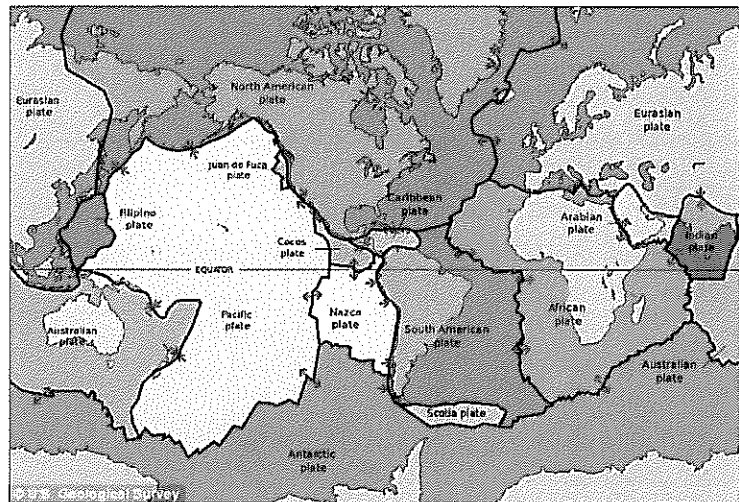 North American
plate
Eurasian
plate
Eurasian
plate
Juan de Fuca
plate
Caribbean
plate
Filipino
plate
Arabian
plate
Indian
plate
Cocos
plate
EQUATOR
Australian
plate
Pacific
plate
Nazca
plate
South American
plate
African
plate
Australian
plate
Scotia plate
Antarctic
plate
© U.S. Geological Survey